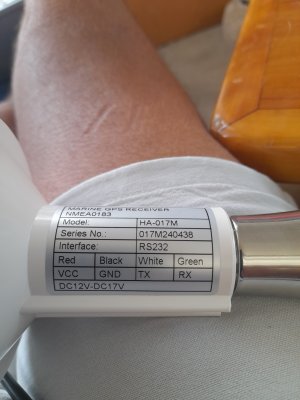 MARINE GPS RECEIVER
NMEA0183
Model: HA-017M
Series No.: 017M240438
Interface: RS232
Red Black White Green
VCC GND TX RX
DC12V-DC17V